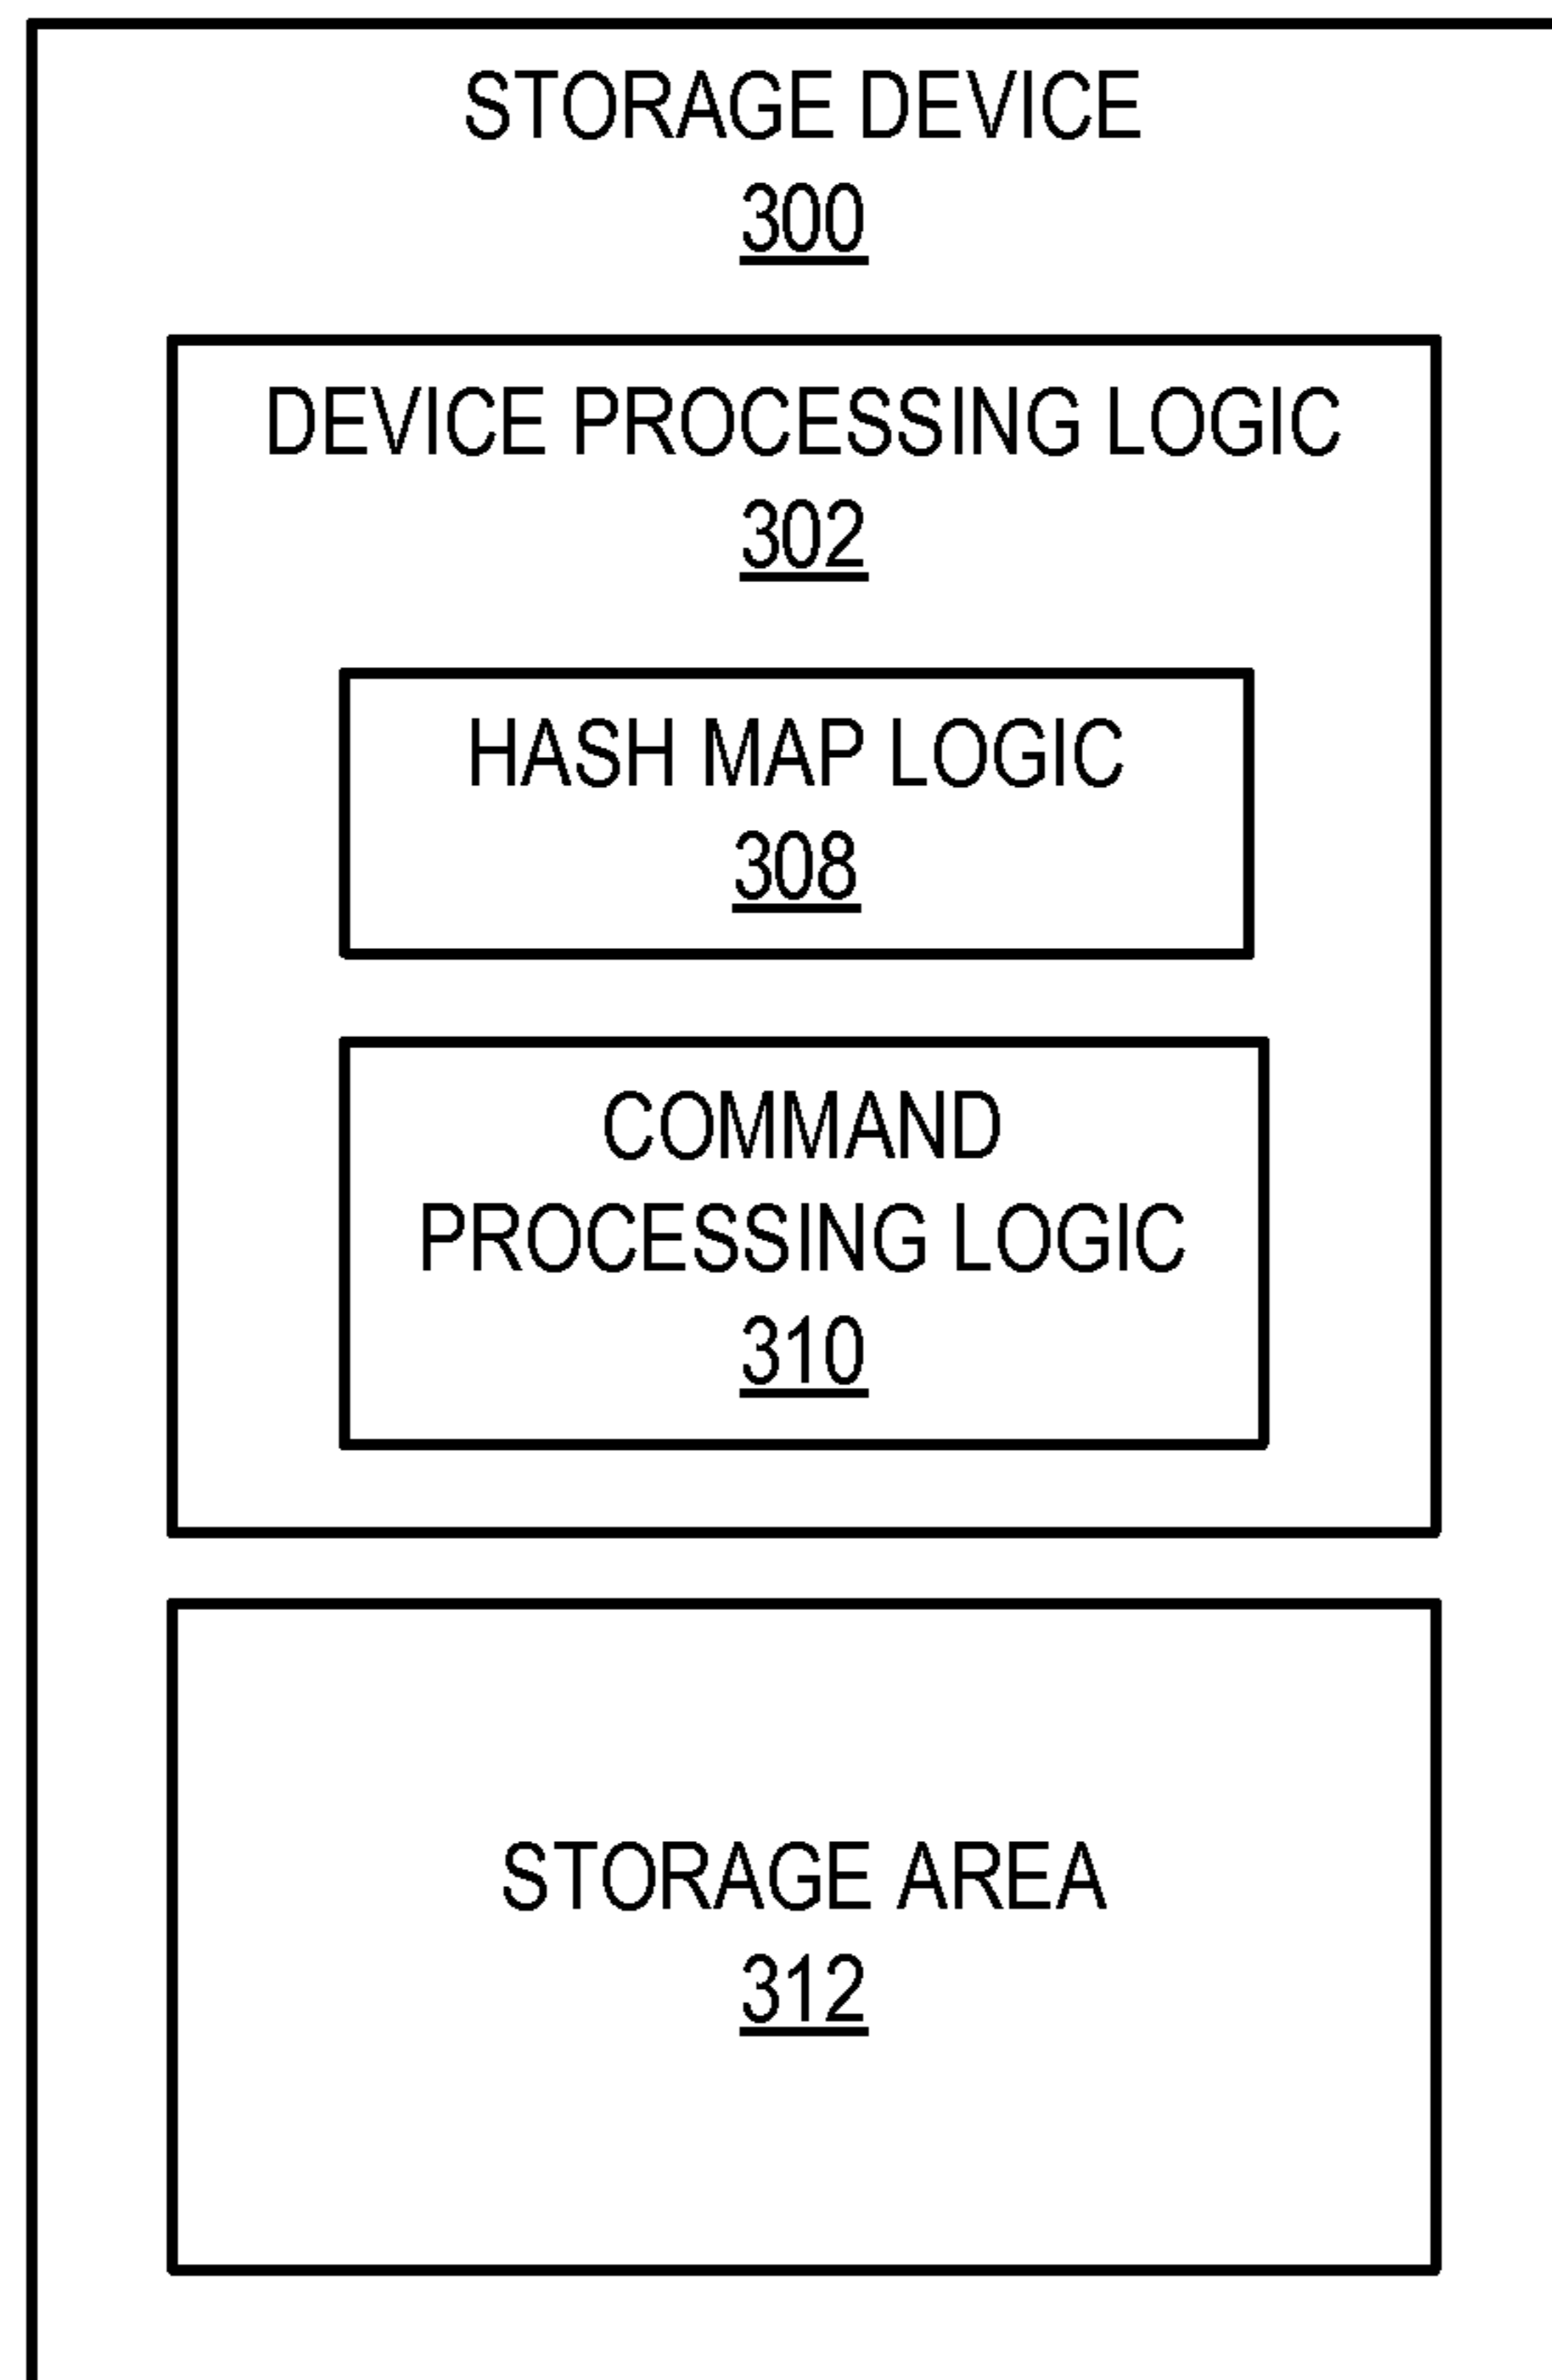 STORAGE DEVICE
300
DEVICE PROCESSING LOGIC
302
HASH MAP LOGIC
308
COMMAND
PROCESSING LOGIC
310
STORAGE AREA
312